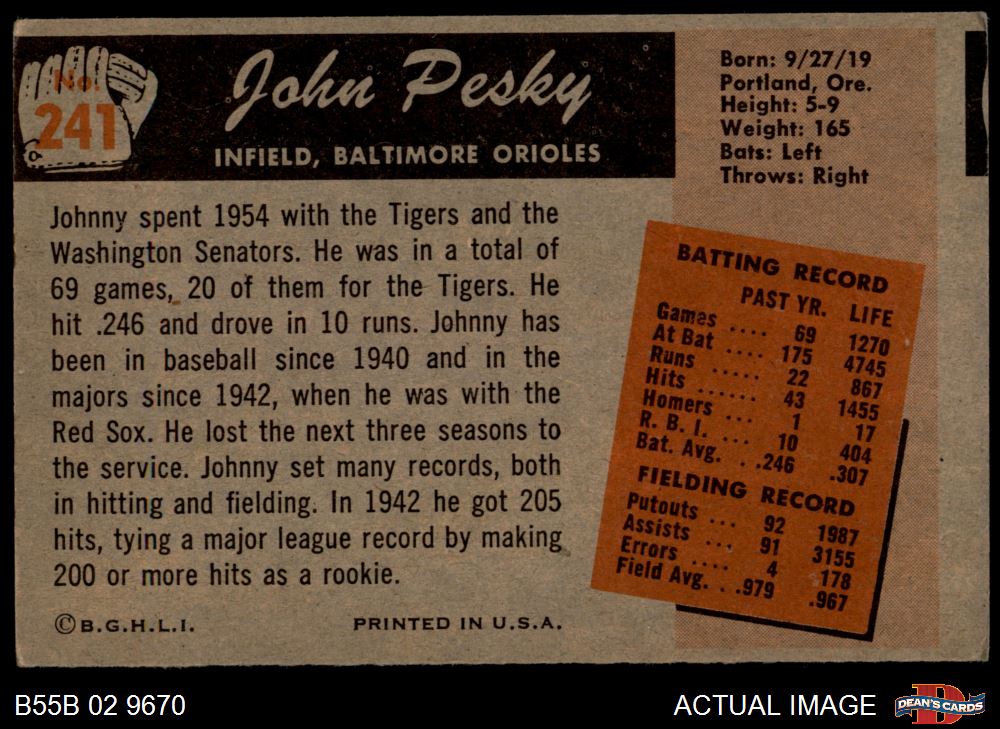 No.
241
John Pesky
INFIELD, BALTIMORE ORIOLES
Born: 9/27/19
Portland, Ore.
Height: 5-9
Weight: 165
Bats: Left
Throws: Right
Johnny spent 1954 with the Tigers and the
Washington Senators. He was in a total of
69 games, 20 of them for the Tigers. He
hit .246 and drove in 10 runs. Johnny has
been in baseball since 1940 and in the
majors since 1942, when he was with the
Red Sox. He lost the next three seasons to
the service. Johnny set many records, both
in hitting and fielding. In 1942 he got 205
hits, tying a major league record by making
200 or more hits as a rookie.
©B.G.H.L.I. PRINTED IN U.S.A.
BATTING RECORD
PAST YR. LIFE
Games .... 69 1270
At Bat .... 175 4745
Runs ..... 22 867
Hits ...... 43 1455
Homers ... 1 17
R. B. I. ... 10 404
Bat. Avg. . .246 .307
FIELDING RECORD
Putouts ... 92 1987
Assists ... 91 3155
Errors .... 4 178
Field Avg. . .979 .967
B55B 02 9670
ACTUAL IMAGE
D
DEAN'S CARDS